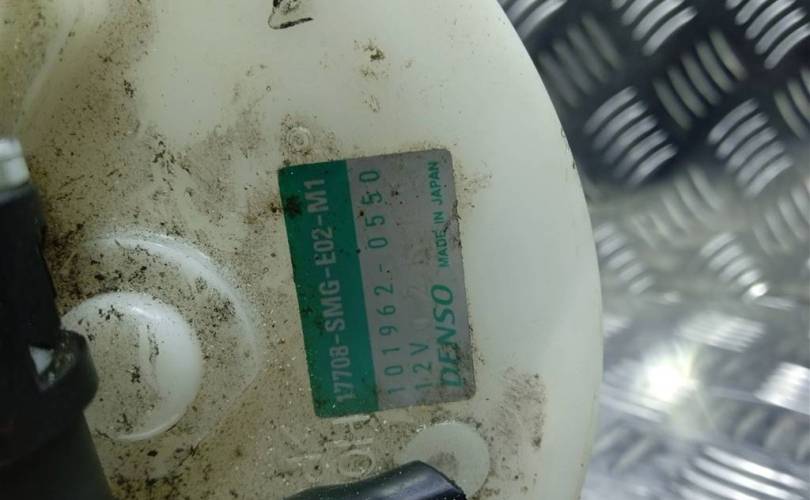 17708-SMG-E02-M1
101962-0550
12V
DENSO MADE IN JAPAN